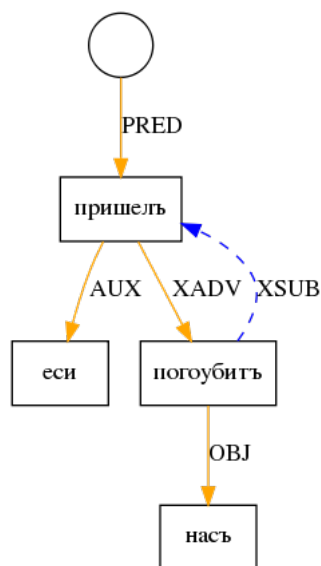 PRED
пришелъ
AUX
XADV
XSUB
еси
погоубитъ
OBJ
насъ